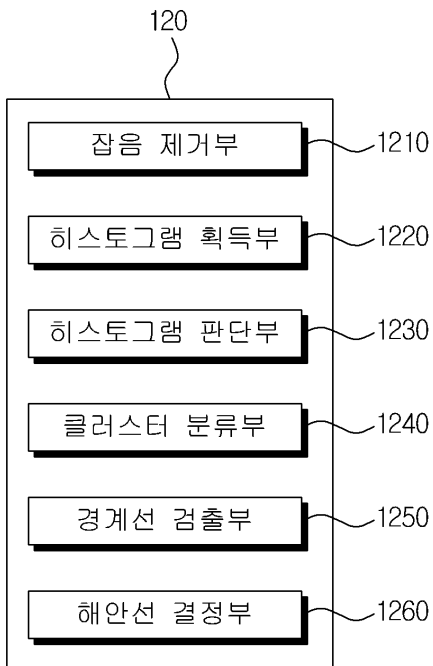 120
잡음 제거부 1210
히스토그램 획득부 1220
히스토그램 판단부 1230
클러스터 분류부 1240
경계선 검출부 1250
해안선 결정부 1260